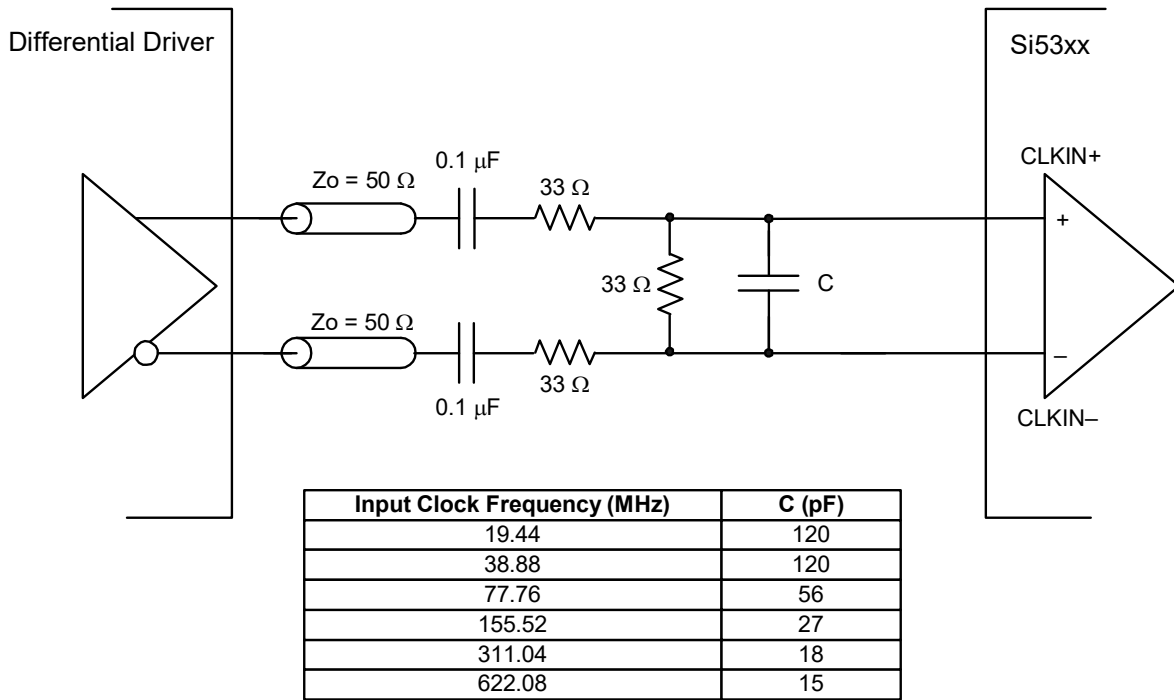 Differential Driver
Si53xx
0.1 μF
CLKIN+
Zo = 50 Ω
33 Ω
+
33 Ω
C
Zo = 50 Ω
–
33 Ω
0.1 μF
CLKIN–
Input Clock Frequency (MHz) C (pF)
19.44 120
38.88 120
77.76 56
155.52 27
311.04 18
622.08 15